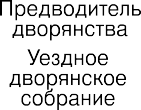 Предводитель
дворянства
Уездное
дворянское
собрание